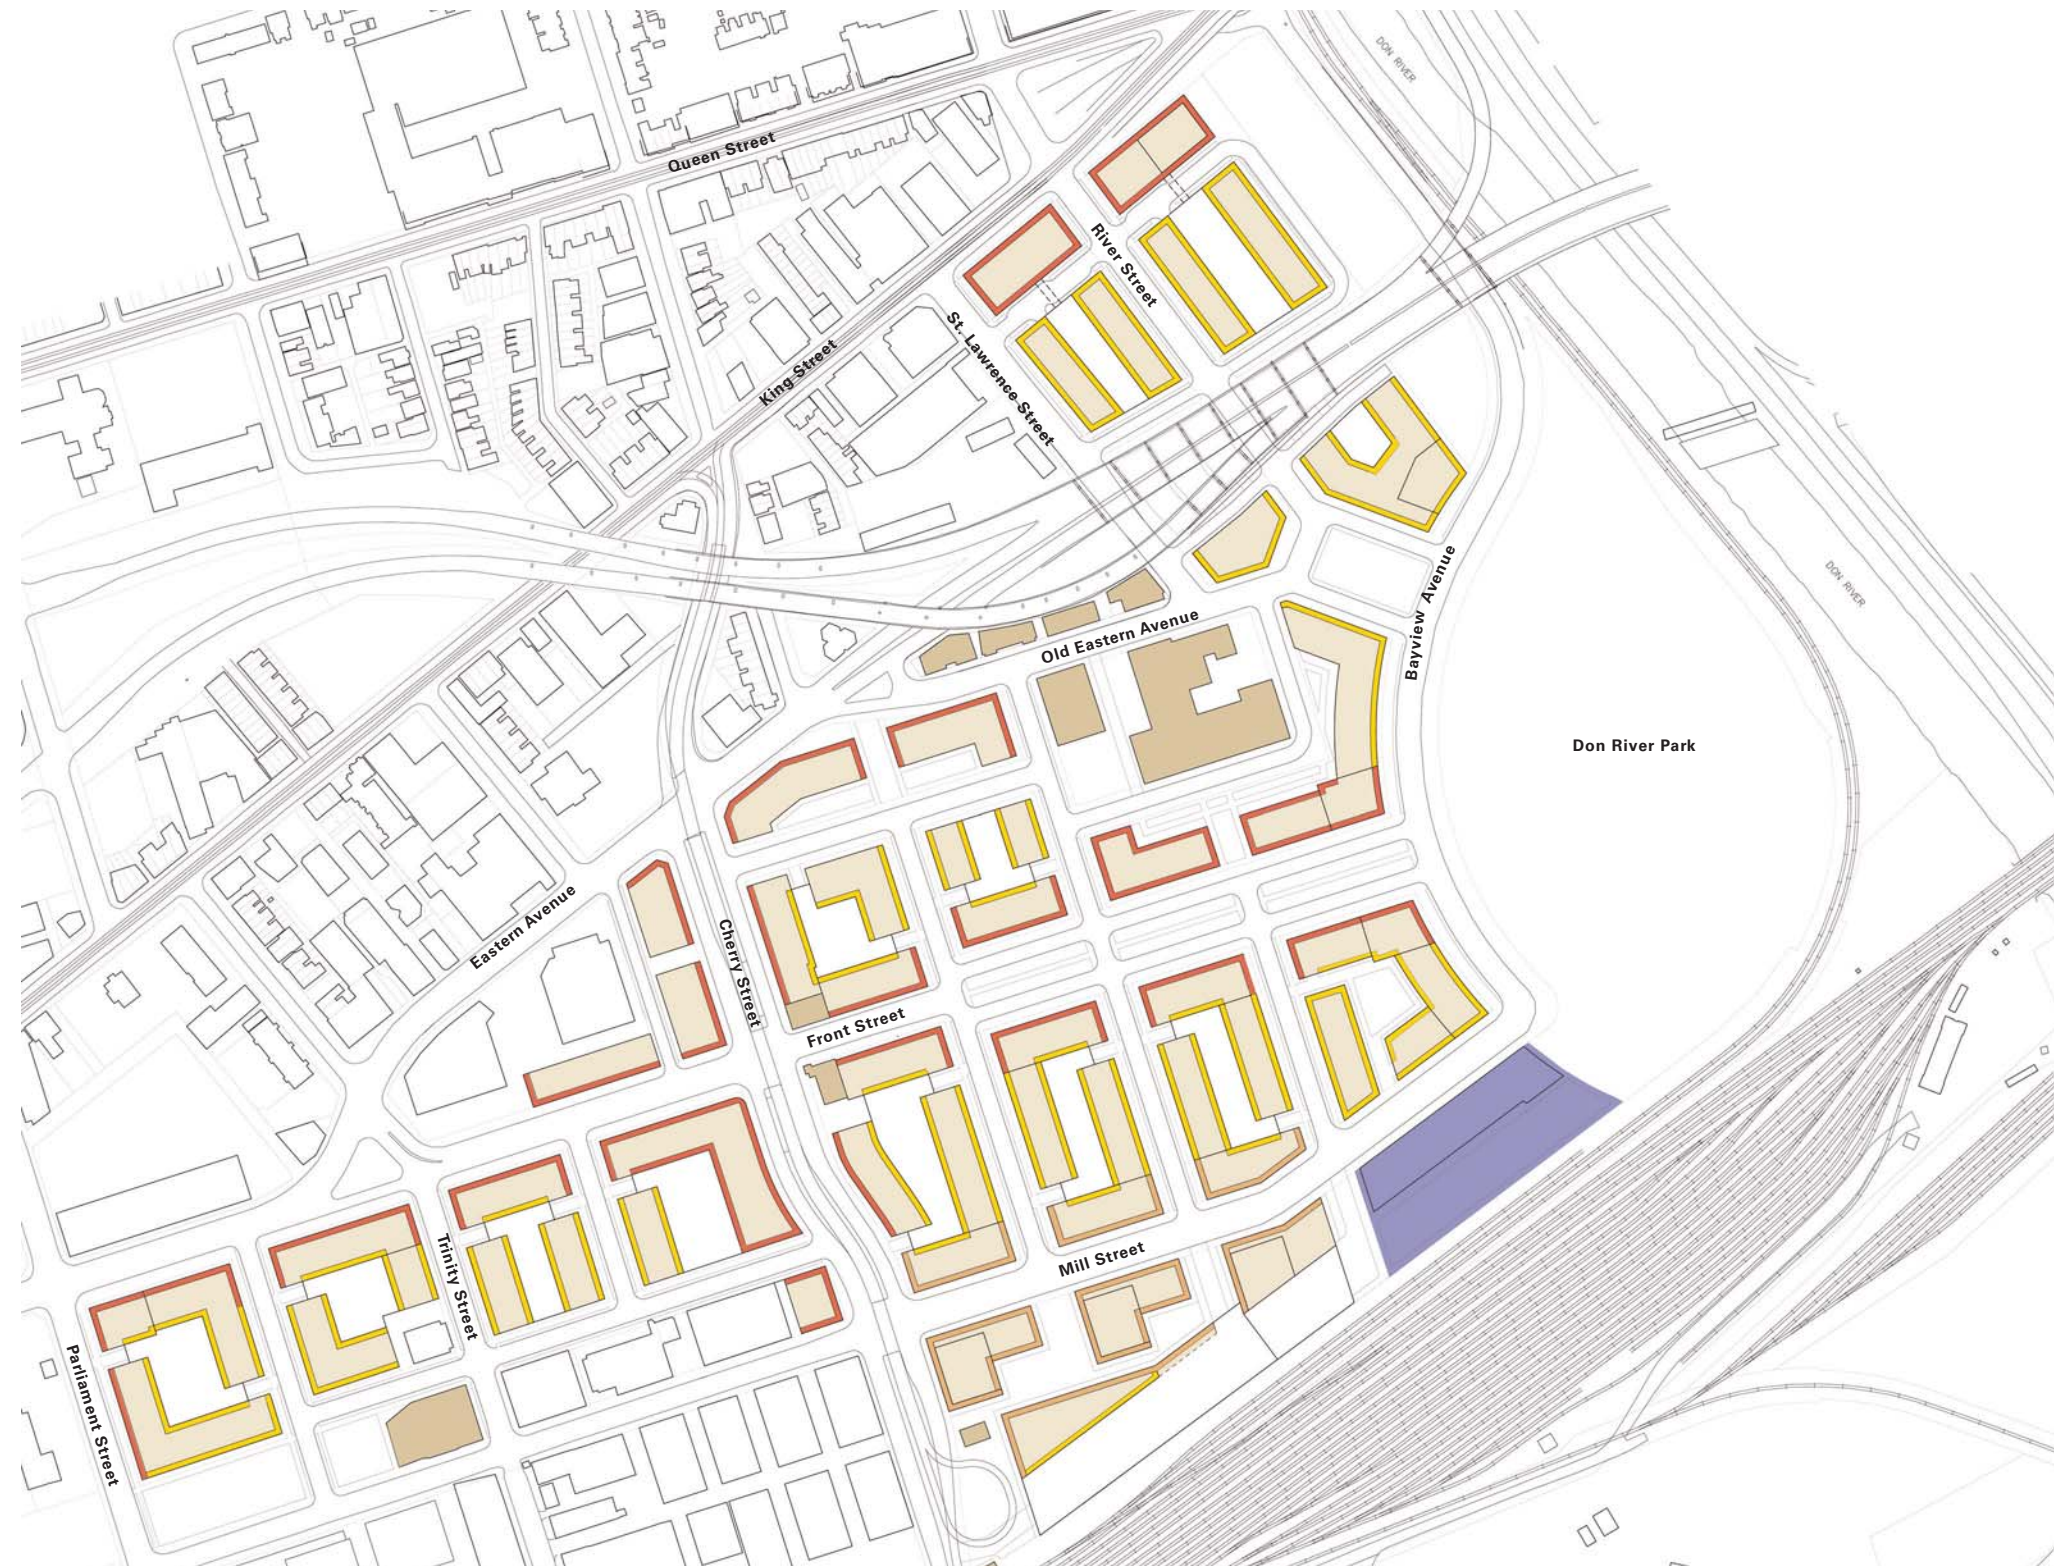 DON RIVER
Queen Street
River Street
St. Lawrence Street
King Street
DON RIVER
Bayview Avenue
Old Eastern Avenue
Don River Park
Eastern Avenue
Cherry Street
Front Street
Mill Street
Trinity Street
Parliament Street